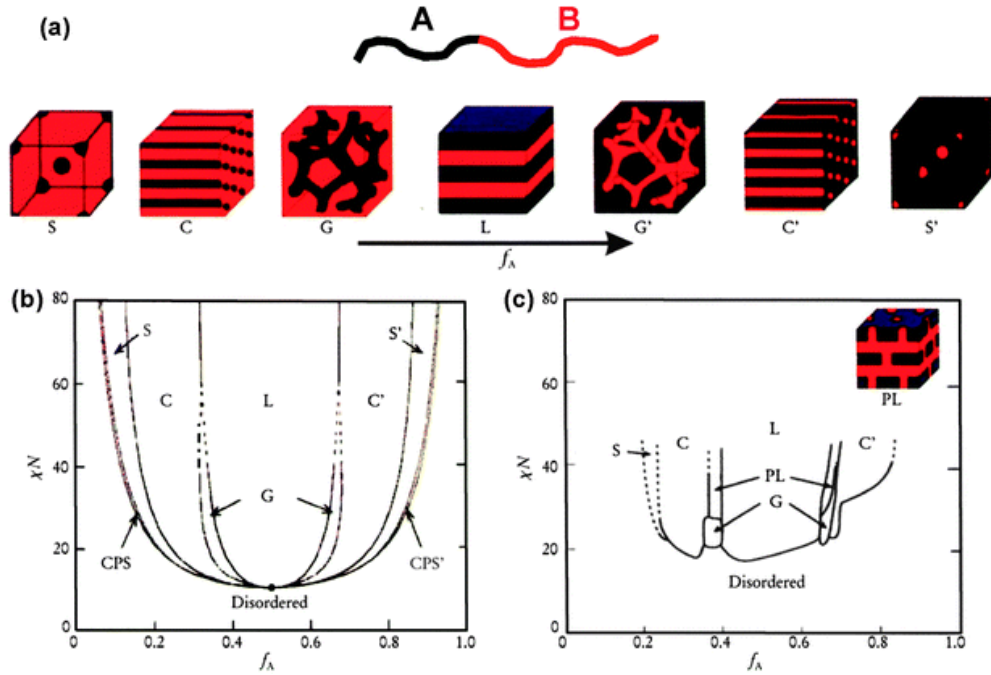 (a)
A B
S C G L G' C' S'
fA
(b)
80
60
40
20
0
χN
S
S'
C
L
C'
G
CPS
CPS'
Disordered
0 0.2 0.4 0.6 0.8 1.0
fA
(c)
80
60
40
20
0
χN
PL
L
S
C
C'
PL
G
Disordered
0 0.2 0.4 0.6 0.8 1.0
fA